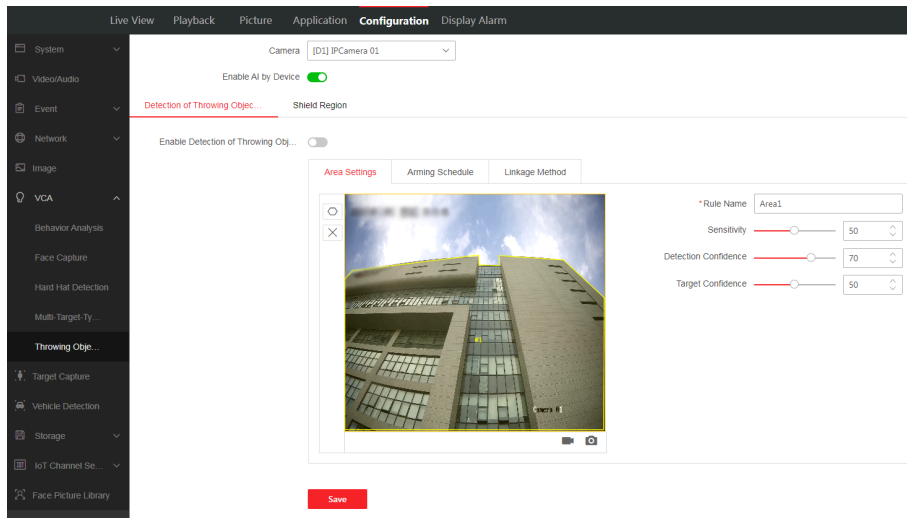 Live View Playback Picture Application Configuration Display Alarm
System
Video/Audio
Event
Network
Image
VCA
Behavior Analysis
Face Capture
Hard Hat Detection
Multi-Target-Ty...
Throwing Obje...
Target Capture
Vehicle Detection
Storage
IoT Channel Se...
Face Picture Library
Camera [D1] IPCamera 01
Enable AI by Device
Detection of Throwing Objec... Shield Region
Enable Detection of Throwing Obj...
Area Settings Arming Schedule Linkage Method
#1
Camera 01
*Rule Name Area1
Sensitivity 50
Detection Confidence 70
Target Confidence 50
Save